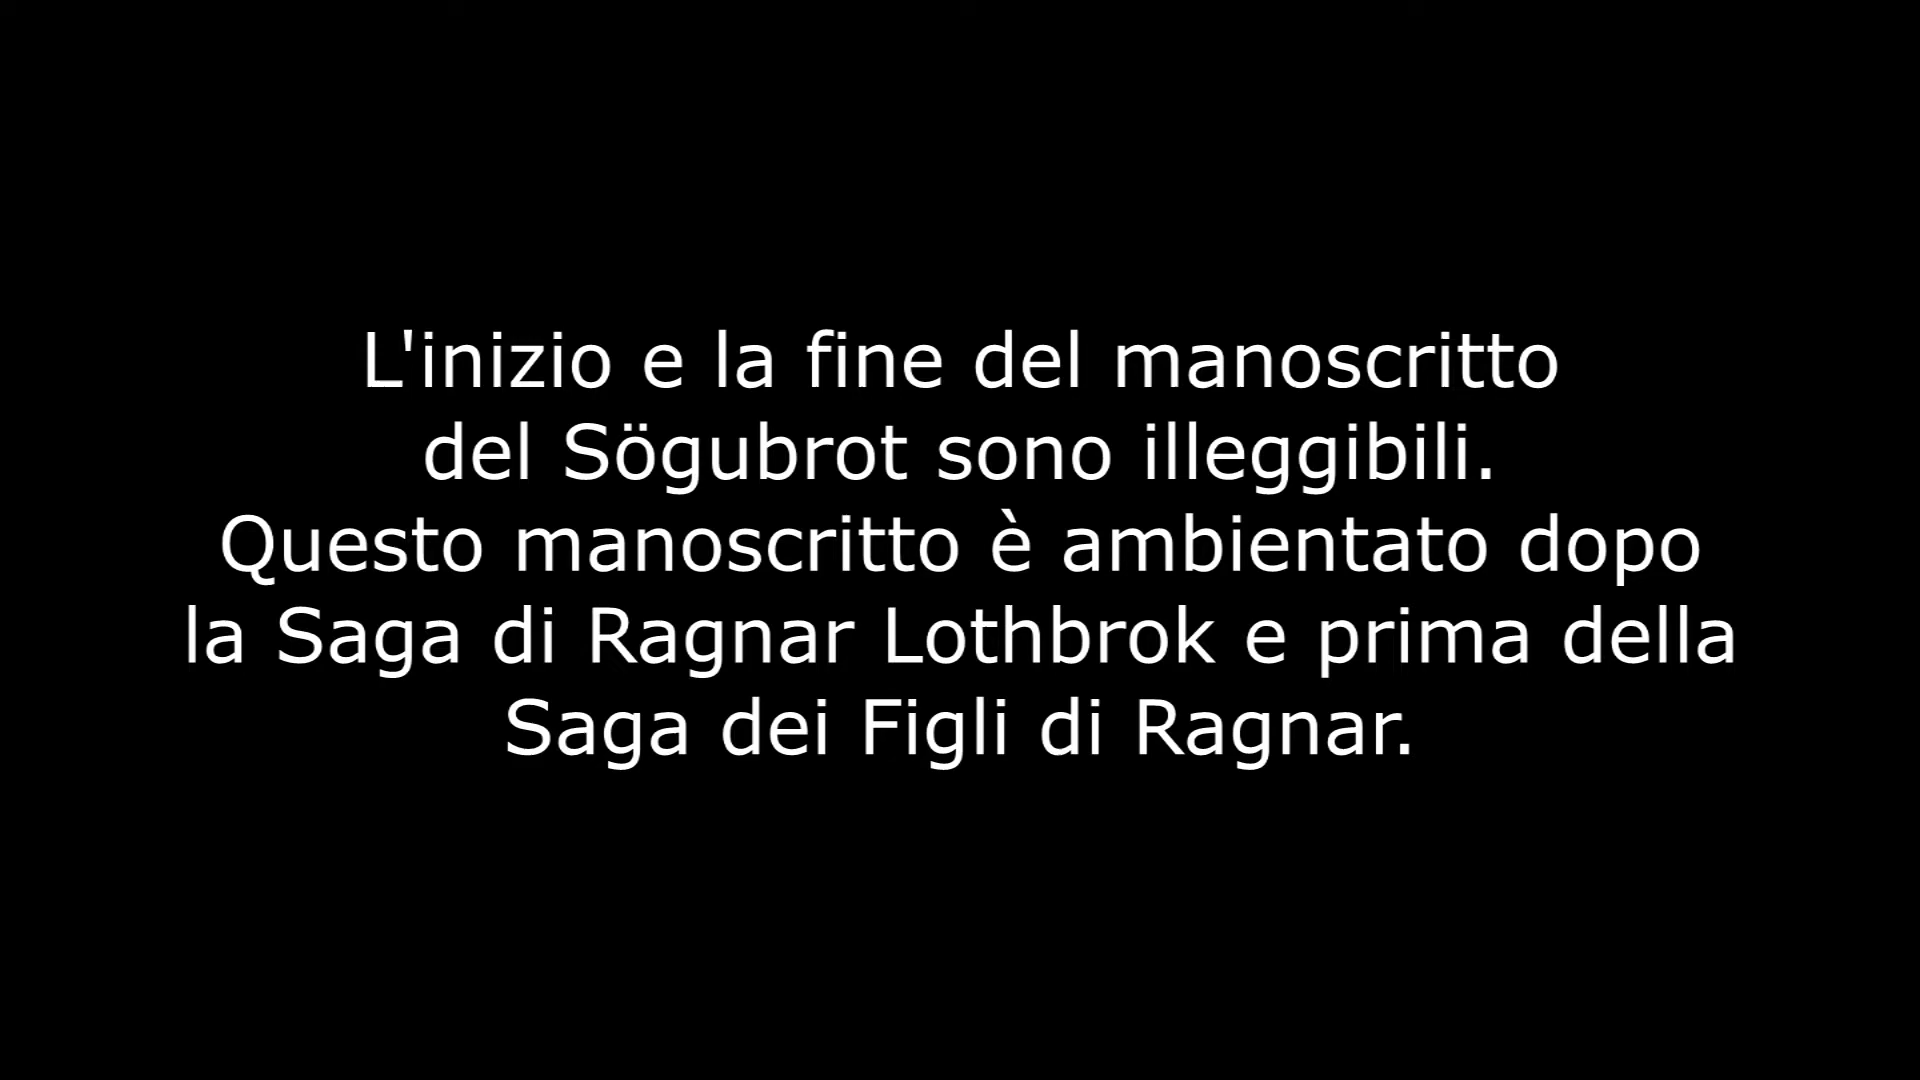 L'inizio e la fine del manoscritto
del Sögubrot sono illeggibili.
Questo manoscritto è ambientato dopo
la Saga di Ragnar Lothbrok e prima della
Saga dei Figli di Ragnar.